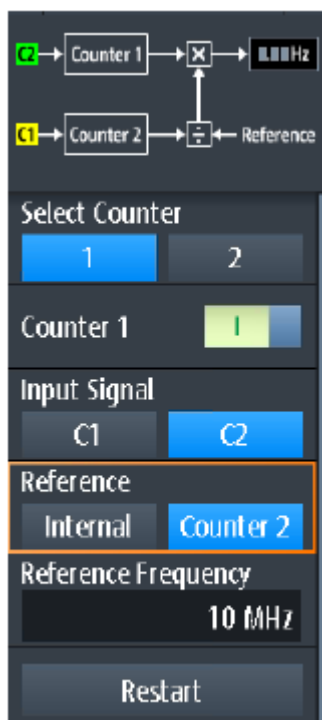 C2 Counter 1 × Hz
C1 Counter 2 ÷ Reference
Select Counter
1 2
Counter 1 I
Input Signal
C1 C2
Reference
Internal Counter 2
Reference Frequency
10 MHz
Restart